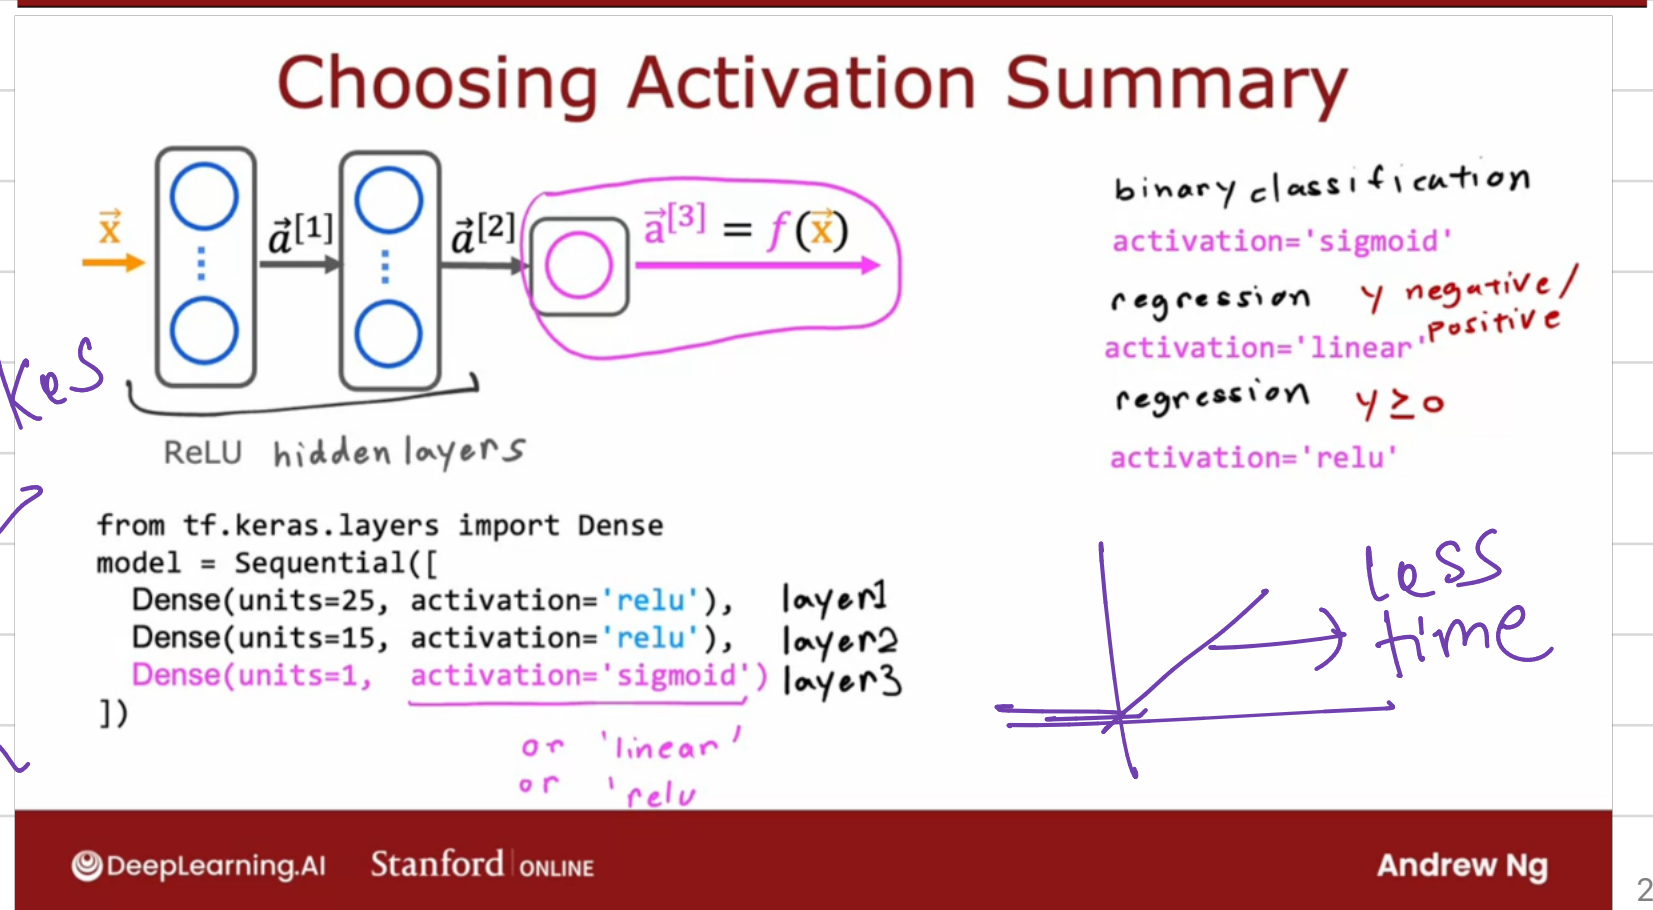 Choosing Activation Summary
x⃗
a⃗[1]
a⃗[2]
a⃗[3] = f(x⃗)
ReLU hidden layers
binary classification
activation='sigmoid'
regression y negative/
positive
activation='linear'
regression y ≥ 0
activation='relu'
kes
from tf.keras.layers import Dense
model = Sequential([
Dense(units=25, activation='relu'), layer1
Dense(units=15, activation='relu'), layer2
Dense(units=1, activation='sigmoid') layer3
])
or 'linear'
or 'relu
less
time
DeepLearning.AI
Stanford | ONLINE
Andrew Ng
2